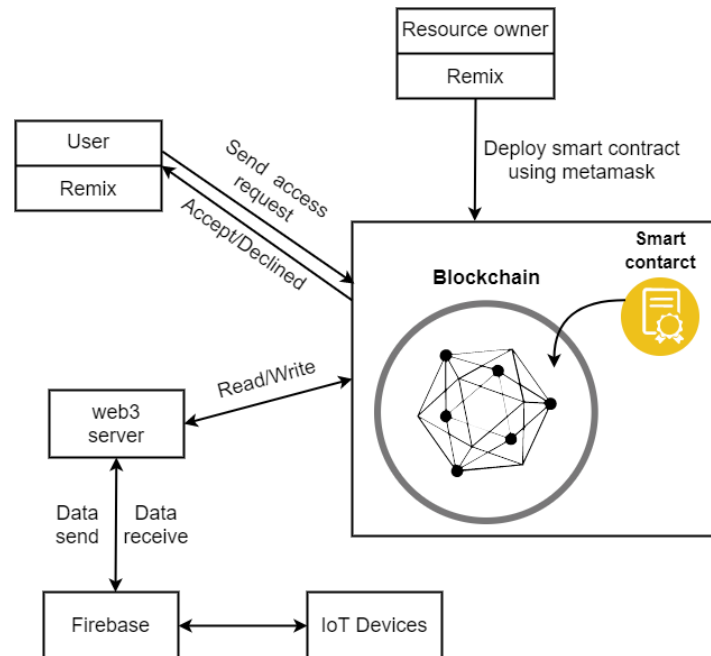 Resource owner
Remix
User
Remix
Send access
request
Accept/Declined
Deploy smart contract
using metamask
Smart
contarct
Blockchain
Read/Write
web3
server
Data
send
Data
receive
Firebase
IoT Devices